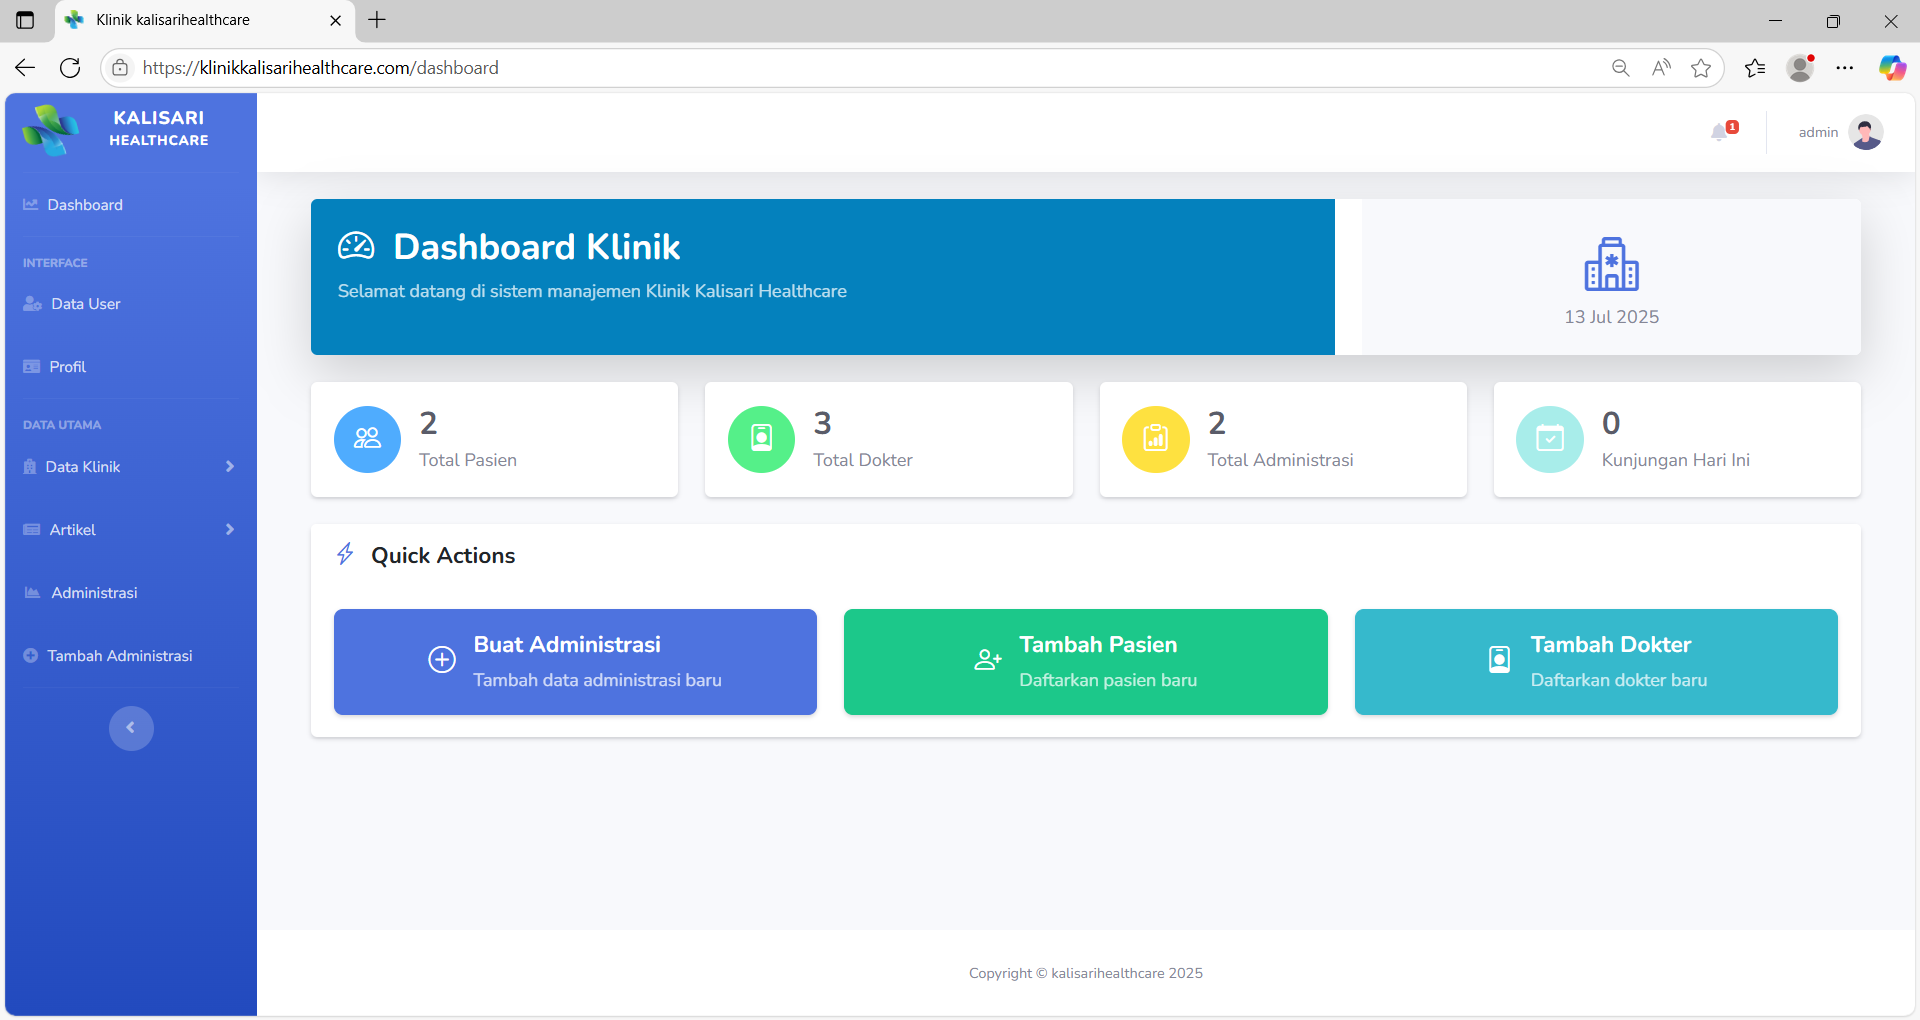 Klinik kalisarihealthcare
https://klinikkalisarihealthcare.com/dashboard
KALISARI
HEALTHCARE
1
admin
Dashboard
INTERFACE
Data User
Profil
DATA UTAMA
Data Klinik
Artikel
Administrasi
Tambah Administrasi
Dashboard Klinik
Selamat datang di sistem manajemen Klinik Kalisari Healthcare
13 Jul 2025
2
Total Pasien
3
Total Dokter
2
Total Administrasi
0
Kunjungan Hari Ini
Quick Actions
Buat Administrasi
Tambah data administrasi baru
Tambah Pasien
Daftarkan pasien baru
Tambah Dokter
Daftarkan dokter baru
Copyright © kalisarihealthcare 2025